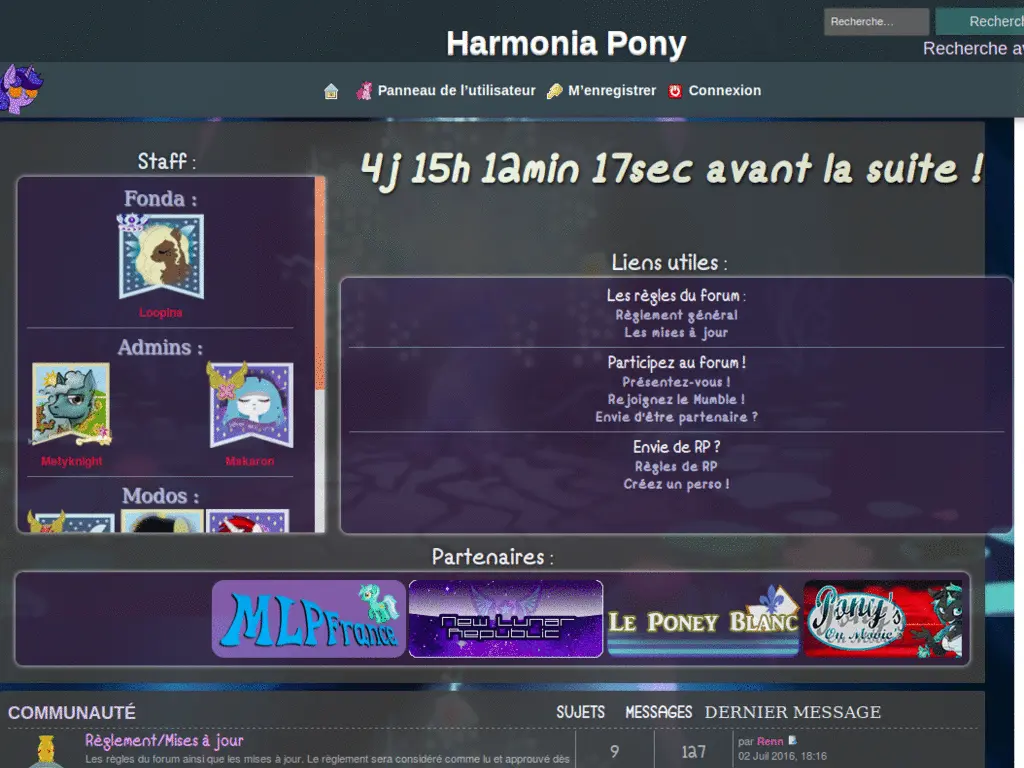 Recherche…
Recherch
Harmonia Pony
Recherche av
Panneau de l'utilisateur
M'enregistrer
Connexion
Staff :
4j 15h 12min 17sec avant la suite !
Fonda :
Loopina
Admins :
Metyknight
Makaron
Modos :
Liens utiles :
Les règles du forum :
Règlement général
Les mises à jour
Participez au forum !
Présentez-vous !
Rejoignez le Mumble !
Envie d'être partenaire ?
Envie de RP ?
Règles de RP
Créez un perso !
Partenaires :
MLPFrance
New Lunar
Republic
Le Poney Blanc
Pony's
On Movie
COMMUNAUTÉ
SUJETS
MESSAGES
DERNIER MESSAGE
Règlement/Mises à jour
Les règles du forum ainsi que les mises à jour. Le règlement sera considéré comme lu et approuvé dès
9
127
par Renn
02 Juil 2016, 18:16